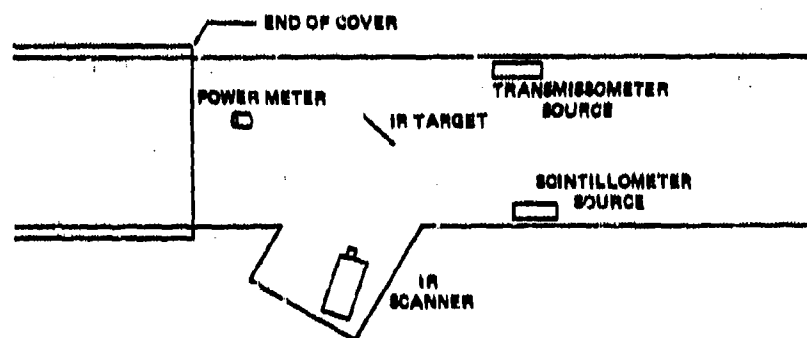 END OF COVER
POWER METER
IR TARGET
TRANSMISSOMETER
SOURCE
SCINTILLOMETER
SOURCE
IR
SCANNER